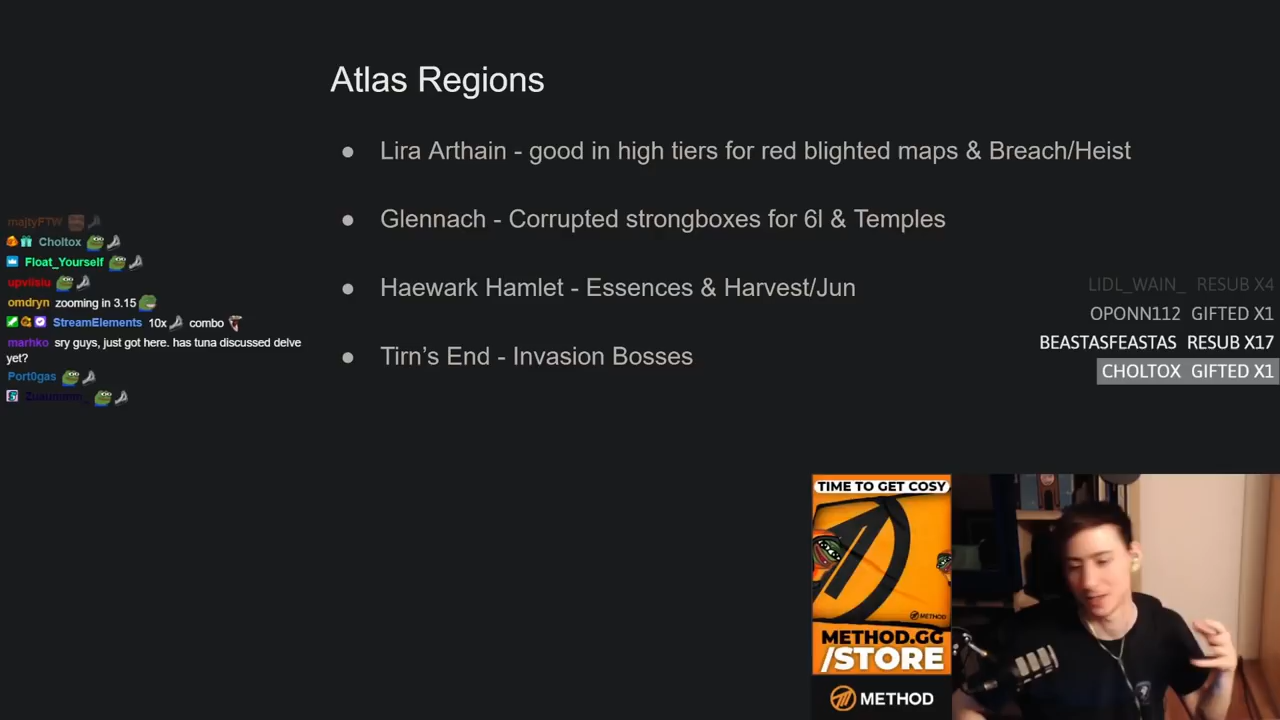 Atlas Regions
● Lira Arthain - good in high tiers for red blighted maps & Breach/Heist
● Glennach - Corrupted strongboxes for 6l & Temples
● Haewark Hamlet - Essences & Harvest/Jun
● Tirn's End - Invasion Bosses
majtyFTW
Choltox
Float_Yourself
upviisiu
omdryn zooming in 3.15
StreamElements 10x combo
marhko sry guys, just got here. has tuna discussed delve
yet?
Port0gas
LIDL_WAIN_ RESUB X4
OPONN112 GIFTED X1
BEASTASFEASTAS RESUB X17
CHOLTOX GIFTED X1
TIME TO GET COSY
METHOD
METHOD.GG
/STORE
METHOD